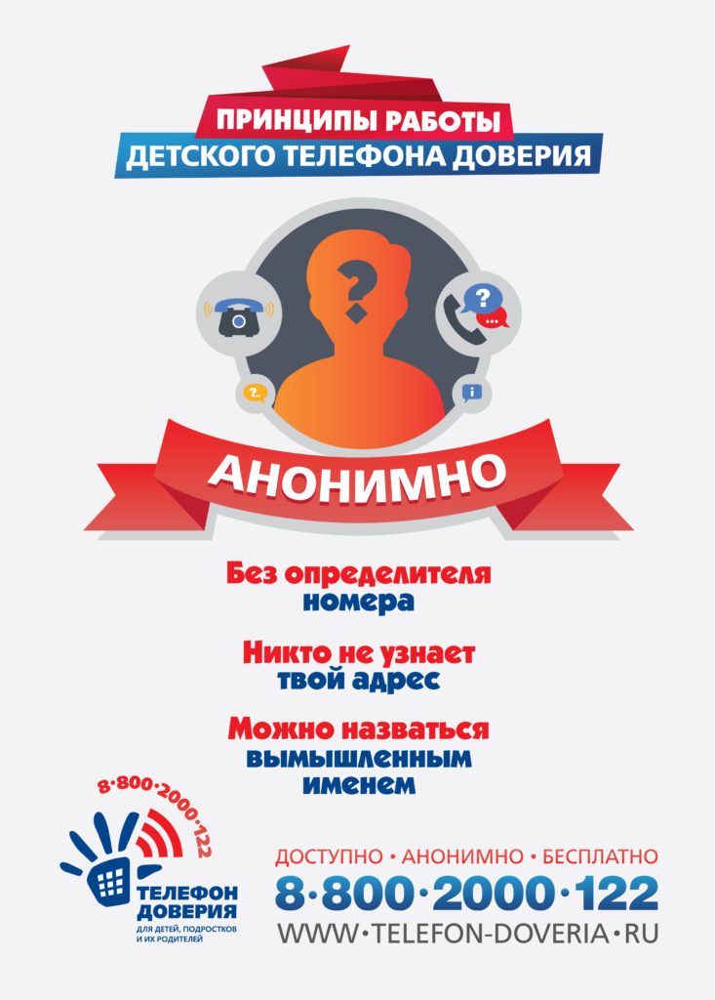 ПРИНЦИПЫ РАБОТЫ
ДЕТСКОГО ТЕЛЕФОНА ДОВЕРИЯ
?
?
...
?..
i
АНОНИМНО
Без определителя
номера
Никто не узнает
твой адрес
Можно назваться
вымышленным
именем
8·800·2000·122
ТЕЛЕФОН
ДОВЕРИЯ
ДЛЯ ДЕТЕЙ, ПОДРОСТКОВ
И ИХ РОДИТЕЛЕЙ
ДОСТУПНО • АНОНИМНО • БЕСПЛАТНО
8·800·2000·122
WWW•TELEFON-DOVERIA•RU